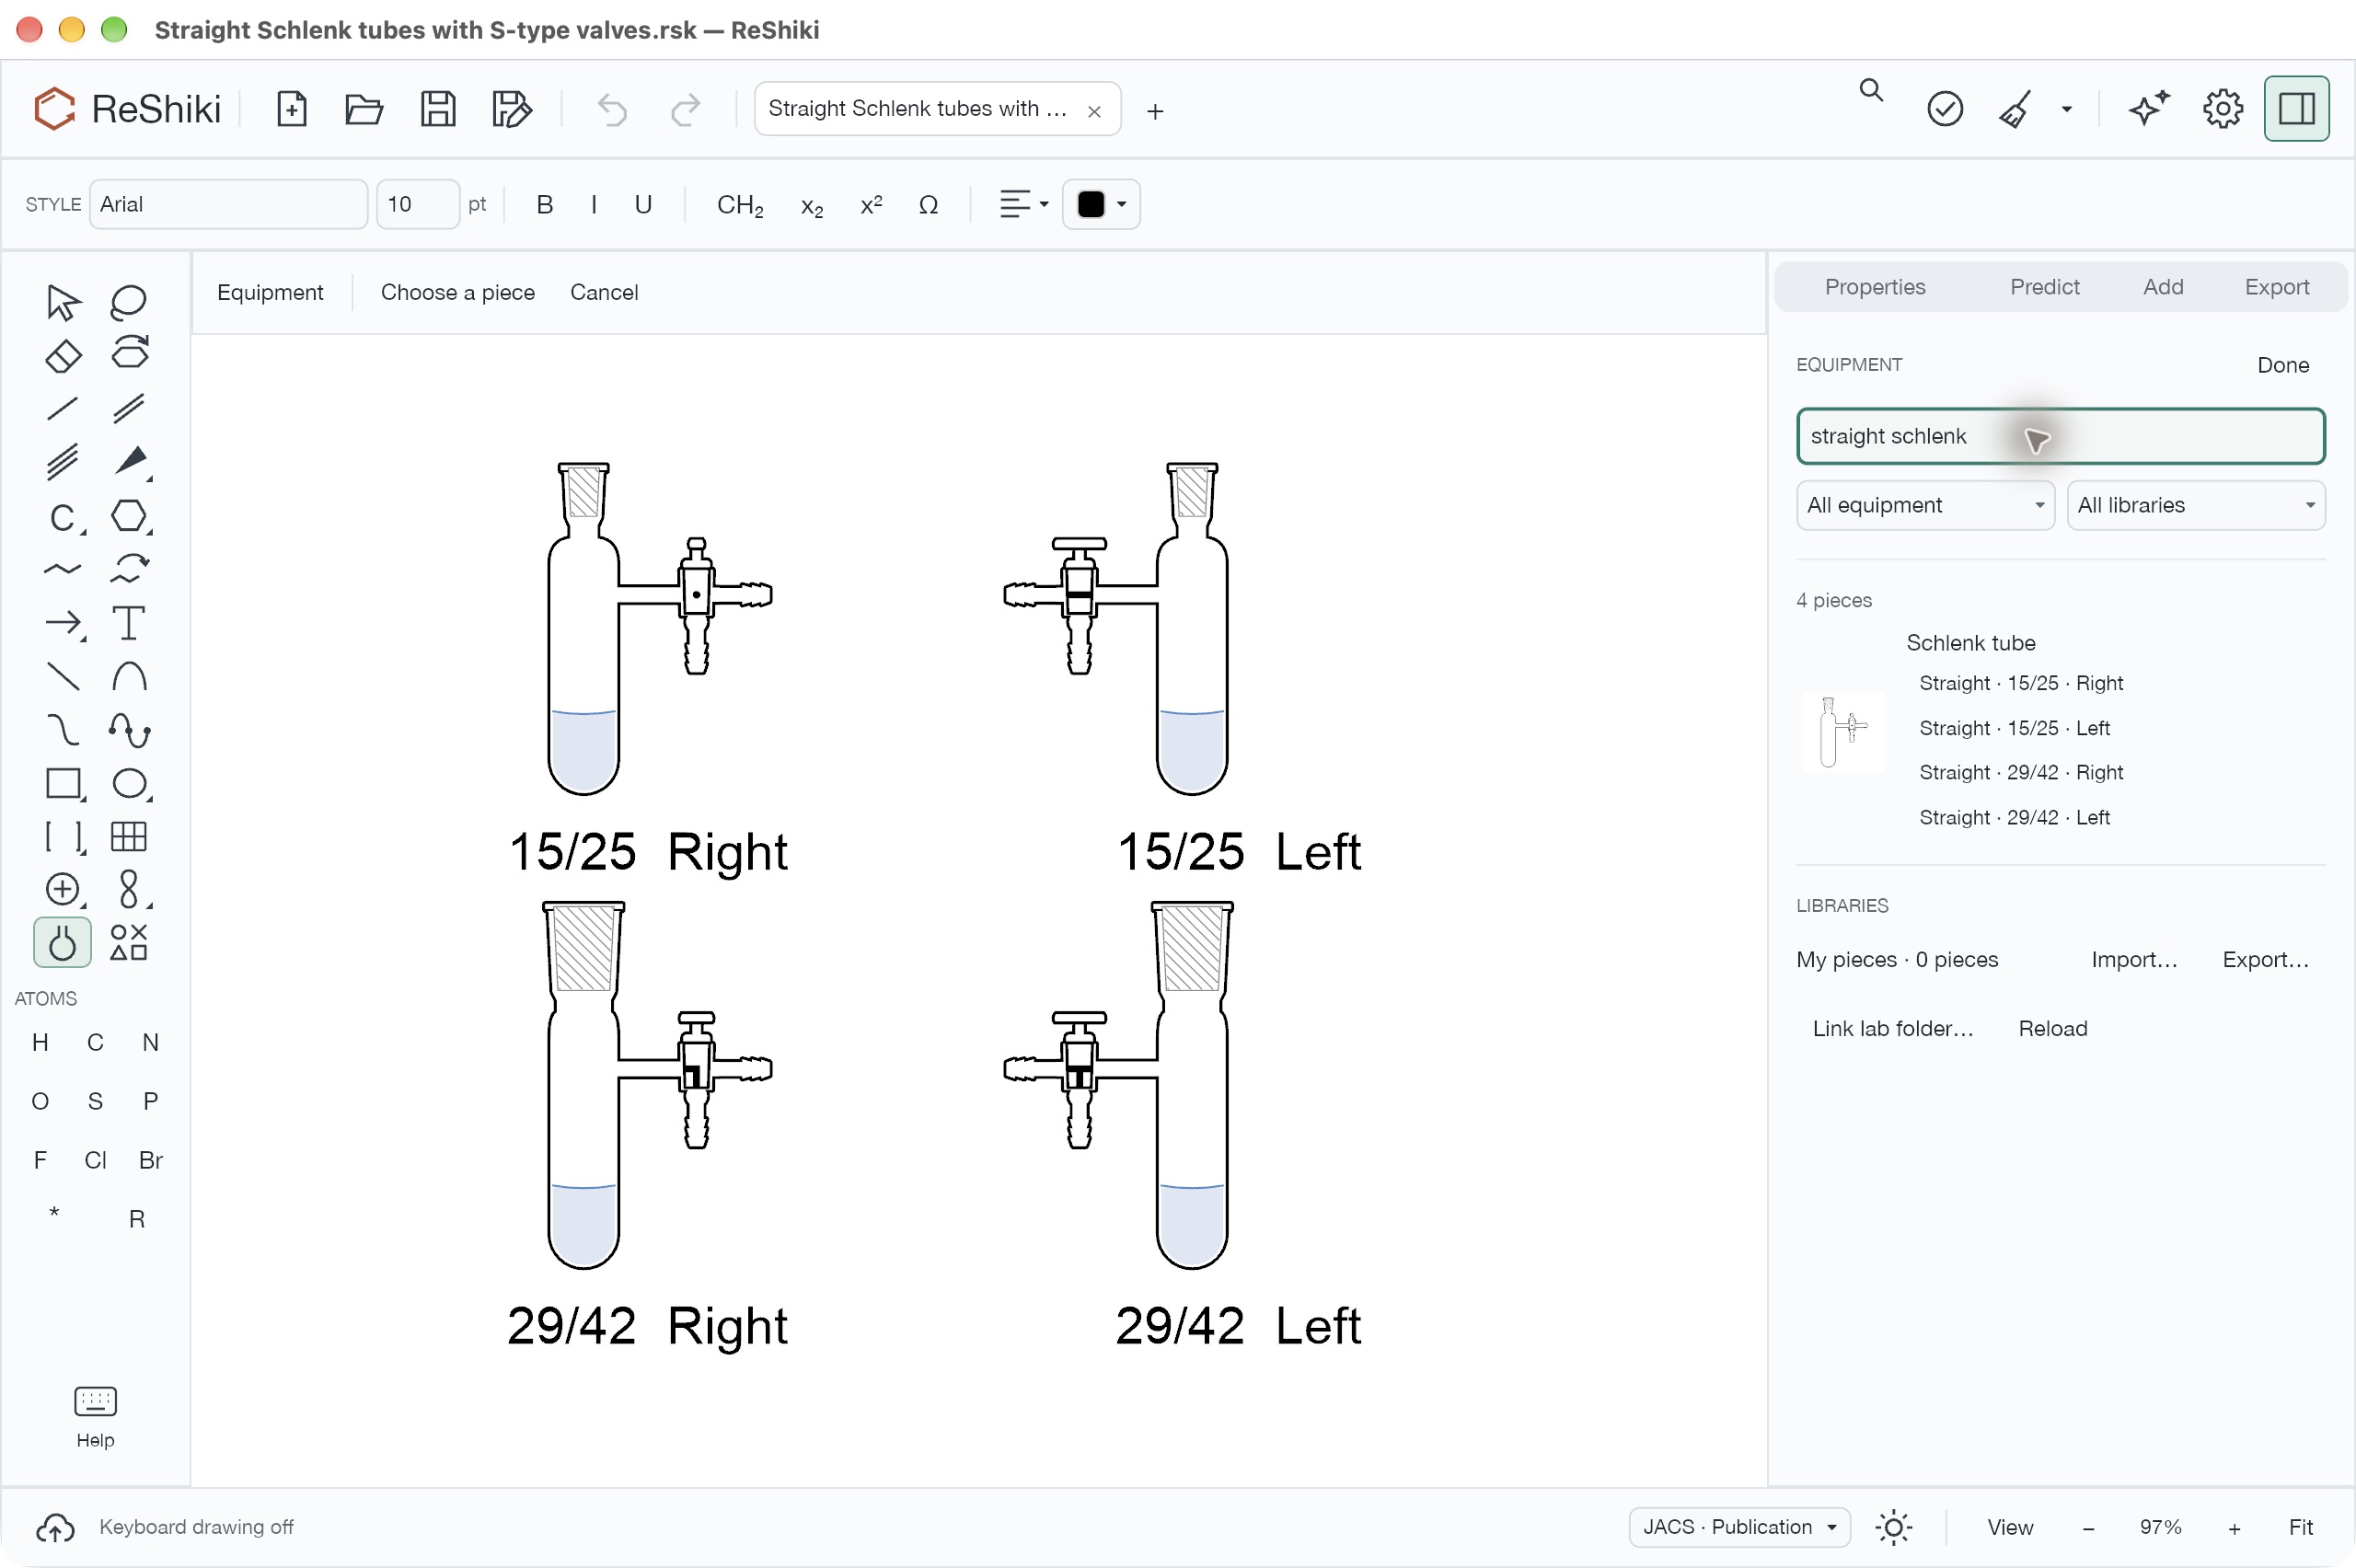 Straight Schlenk tubes with S-type valves.rsk — ReShiki
ReShiki
Straight Schlenk tubes with ... × +
STYLE Arial 10 pt B I U CH₂ x₂ x² Ω
Equipment Choose a piece Cancel
Properties Predict Add Export
EQUIPMENT Done
straight schlenk
All equipment All libraries
4 pieces
Schlenk tube
Straight · 15/25 · Right
Straight · 15/25 · Left
Straight · 29/42 · Right
Straight · 29/42 · Left
LIBRARIES
My pieces · 0 pieces Import... Export...
Link lab folder... Reload
C
T
ATOMS
H C N
O S P
F Cl Br
* R
Help
15/25 Right
15/25 Left
29/42 Right
29/42 Left
Keyboard drawing off
JACS · Publication View − 97% + Fit